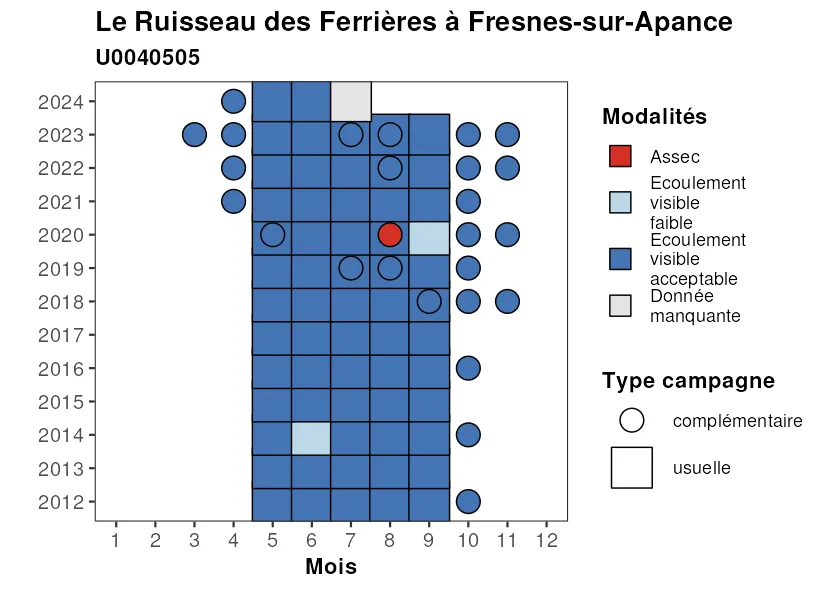 Le Ruisseau des Ferrières à Fresnes-sur-Apance
U0040505
2024
2023
2022
2021
2020
2019
2018
2017
2016
2015
2014
2013
2012
1 2 3 4 5 6 7 8 9 10 11 12
Mois
Modalités
Assec
Ecoulement
visible
faible
Ecoulement
visible
acceptable
Donnée
manquante
Type campagne
complémentaire
usuelle